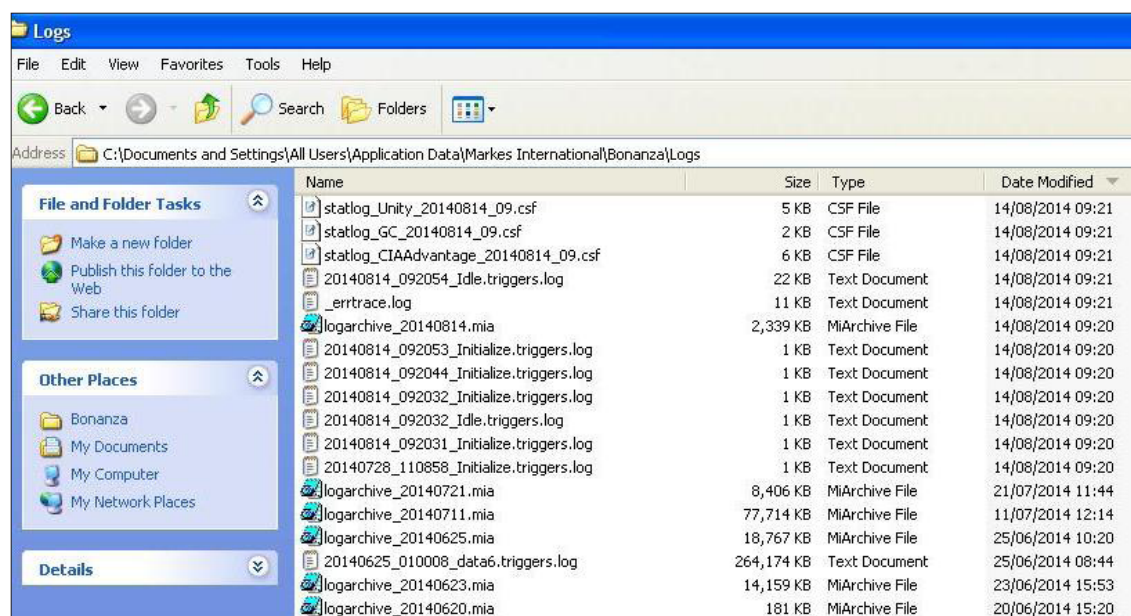 Logs
File Edit View Favorites Tools Help
Back Search Folders
Address C:\Documents and Settings\All Users\Application Data\Markes International\Bonanza\Logs
File and Folder Tasks
Make a new folder
Publish this folder to the
Web
Share this folder
Other Places
Bonanza
My Documents
My Computer
My Network Places
Details
Name Size Type Date Modified
statlog_Unity_20140814_09.csf 5 KB CSF File 14/08/2014 09:21
statlog_GC_20140814_09.csf 2 KB CSF File 14/08/2014 09:21
statlog_CIAAdvantage_20140814_09.csf 6 KB CSF File 14/08/2014 09:21
20140814_092054_Idle.triggers.log 22 KB Text Document 14/08/2014 09:21
_errtrace.log 11 KB Text Document 14/08/2014 09:21
logarchive_20140814.mia 2,339 KB MiArchive File 14/08/2014 09:20
20140814_092053_Initialize.triggers.log 1 KB Text Document 14/08/2014 09:20
20140814_092044_Initialize.triggers.log 1 KB Text Document 14/08/2014 09:20
20140814_092032_Initialize.triggers.log 1 KB Text Document 14/08/2014 09:20
20140814_092032_Idle.triggers.log 1 KB Text Document 14/08/2014 09:20
20140814_092031_Initialize.triggers.log 1 KB Text Document 14/08/2014 09:20
20140728_110858_Initialize.triggers.log 1 KB Text Document 14/08/2014 09:20
logarchive_20140721.mia 8,406 KB MiArchive File 21/07/2014 11:44
logarchive_20140711.mia 77,714 KB MiArchive File 11/07/2014 12:14
logarchive_20140625.mia 18,767 KB MiArchive File 25/06/2014 10:20
20140625_010008_data6.triggers.log 264,174 KB Text Document 25/06/2014 08:44
logarchive_20140623.mia 14,159 KB MiArchive File 23/06/2014 15:53
logarchive_20140620.mia 181 KB MiArchive File 20/06/2014 15:20